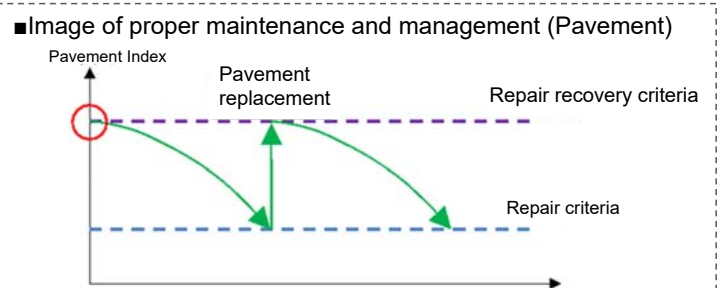 ■Image of proper maintenance and management (Pavement)
Pavement Index
Pavement
replacement
Repair recovery criteria
Repair criteria